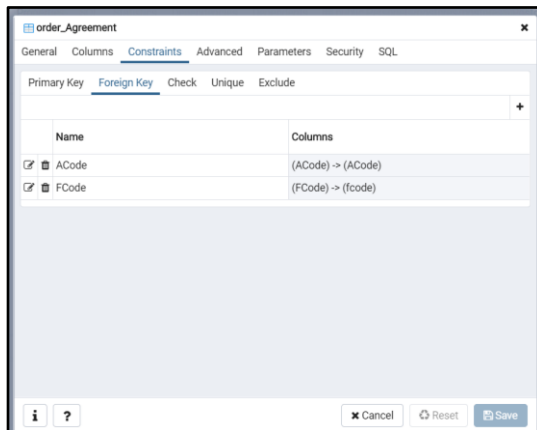 order_Agreement
General Columns Constraints Advanced Parameters Security SQL
Primary Key Foreign Key Check Unique Exclude
Name Columns
ACode (ACode) -> (ACode)
FCode (FCode) -> (fcode)
i ? Cancel Reset Save